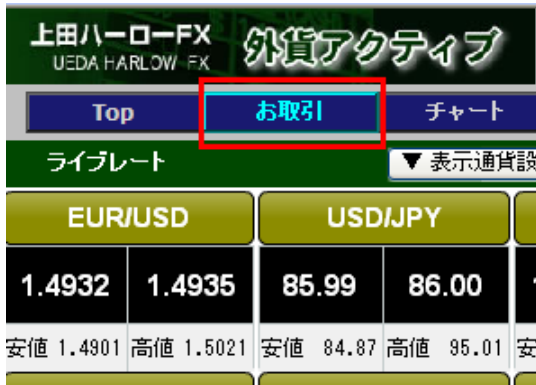 上田ハーローFX 外貨アクティブ
UEDA HARLOW FX
Top お取引 チャート
ライブレート ▼ 表示通貨設
EUR/USD USD/JPY
1.4932 1.4935 85.99 86.00
安値 1.4901 高値 1.5021 安値 84.87 高値 95.01 安